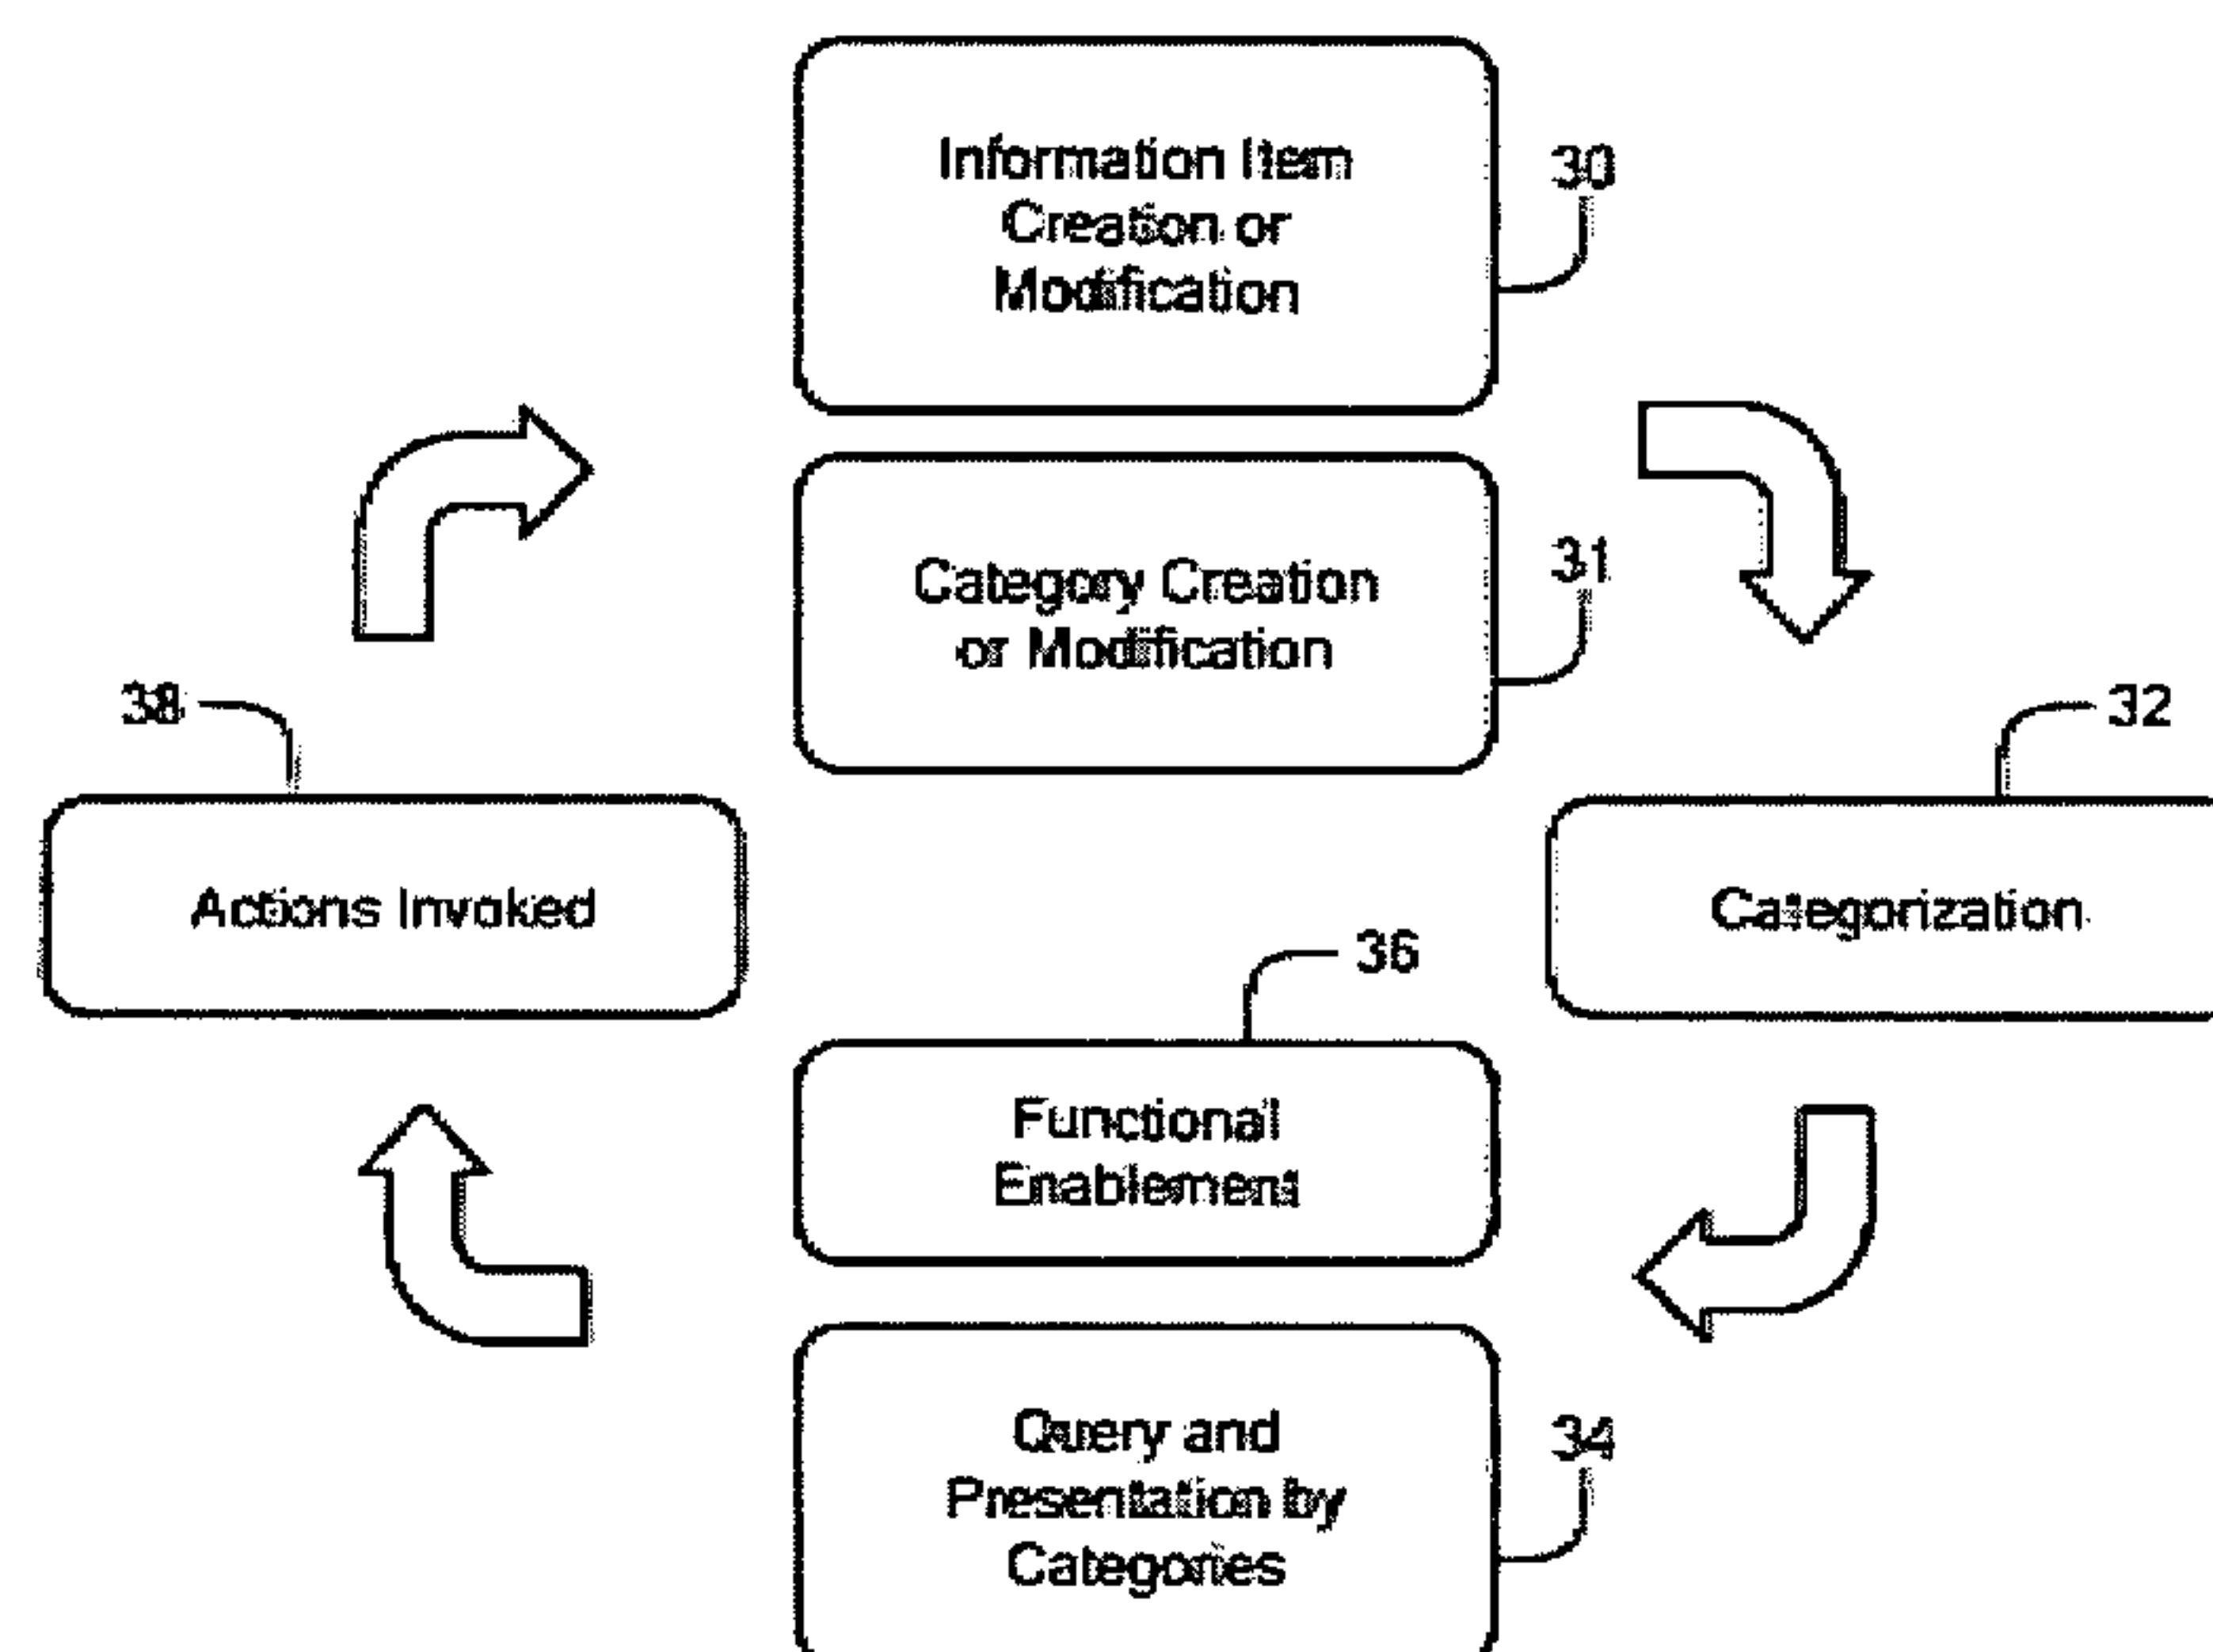 Information Item
Creation or
Modification
30
Category Creation
or Modification
31
38
32
Actions Invoked
Categorization
36
Functional
Enablement
Query and
Presentation by
Categories
34